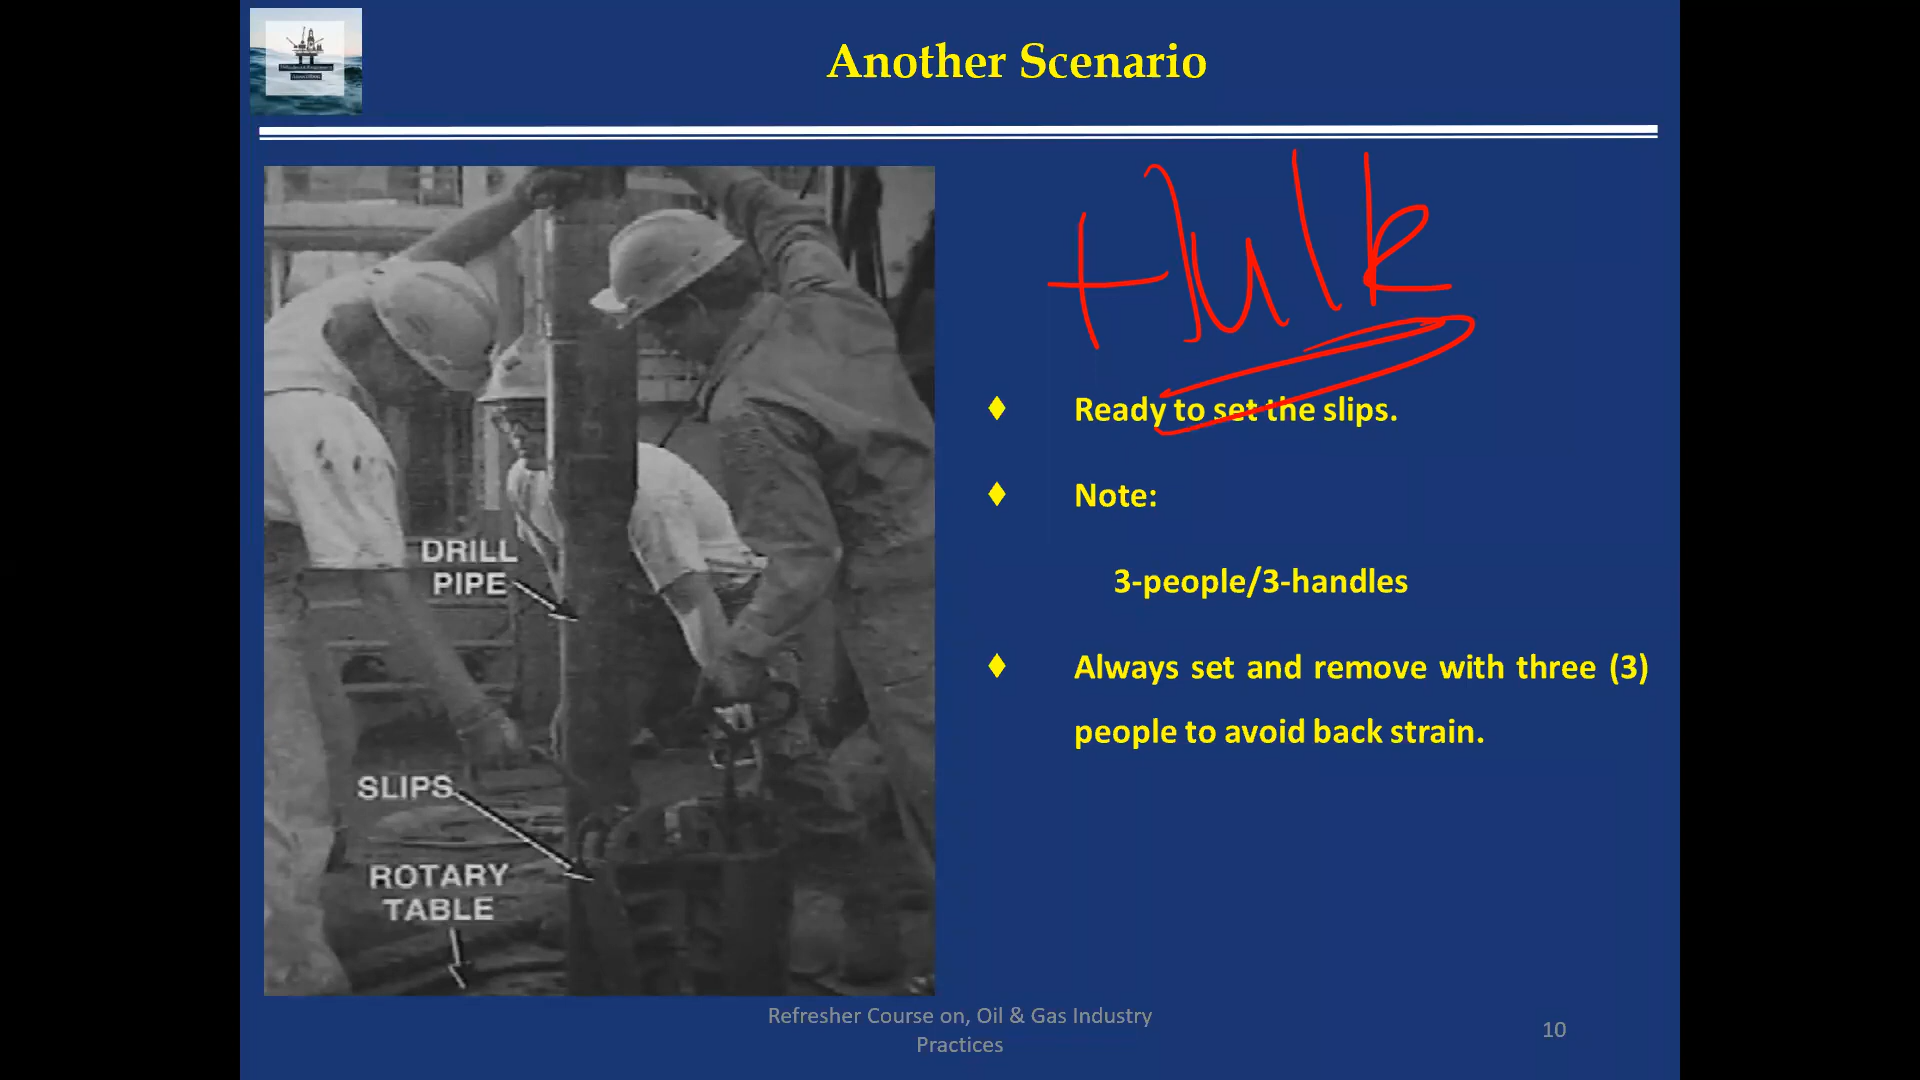 Another Scenario
Hulk
DRILL
PIPE
SLIPS
ROTARY
TABLE
Ready to set the slips.
Note:
3-people/3-handles
Always set and remove with three (3)
people to avoid back strain.
Refresher Course on, Oil & Gas Industry
Practices
10